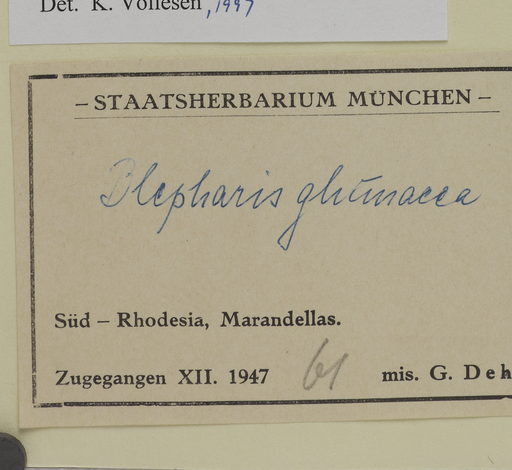 Det. K. Vollesen, 1997
– STAATSHERBARIUM MÜNCHEN –
Blepharis glumacea
Süd – Rhodesia, Marandellas.
Zugegangen XII. 1947 61 mis. G. Deh